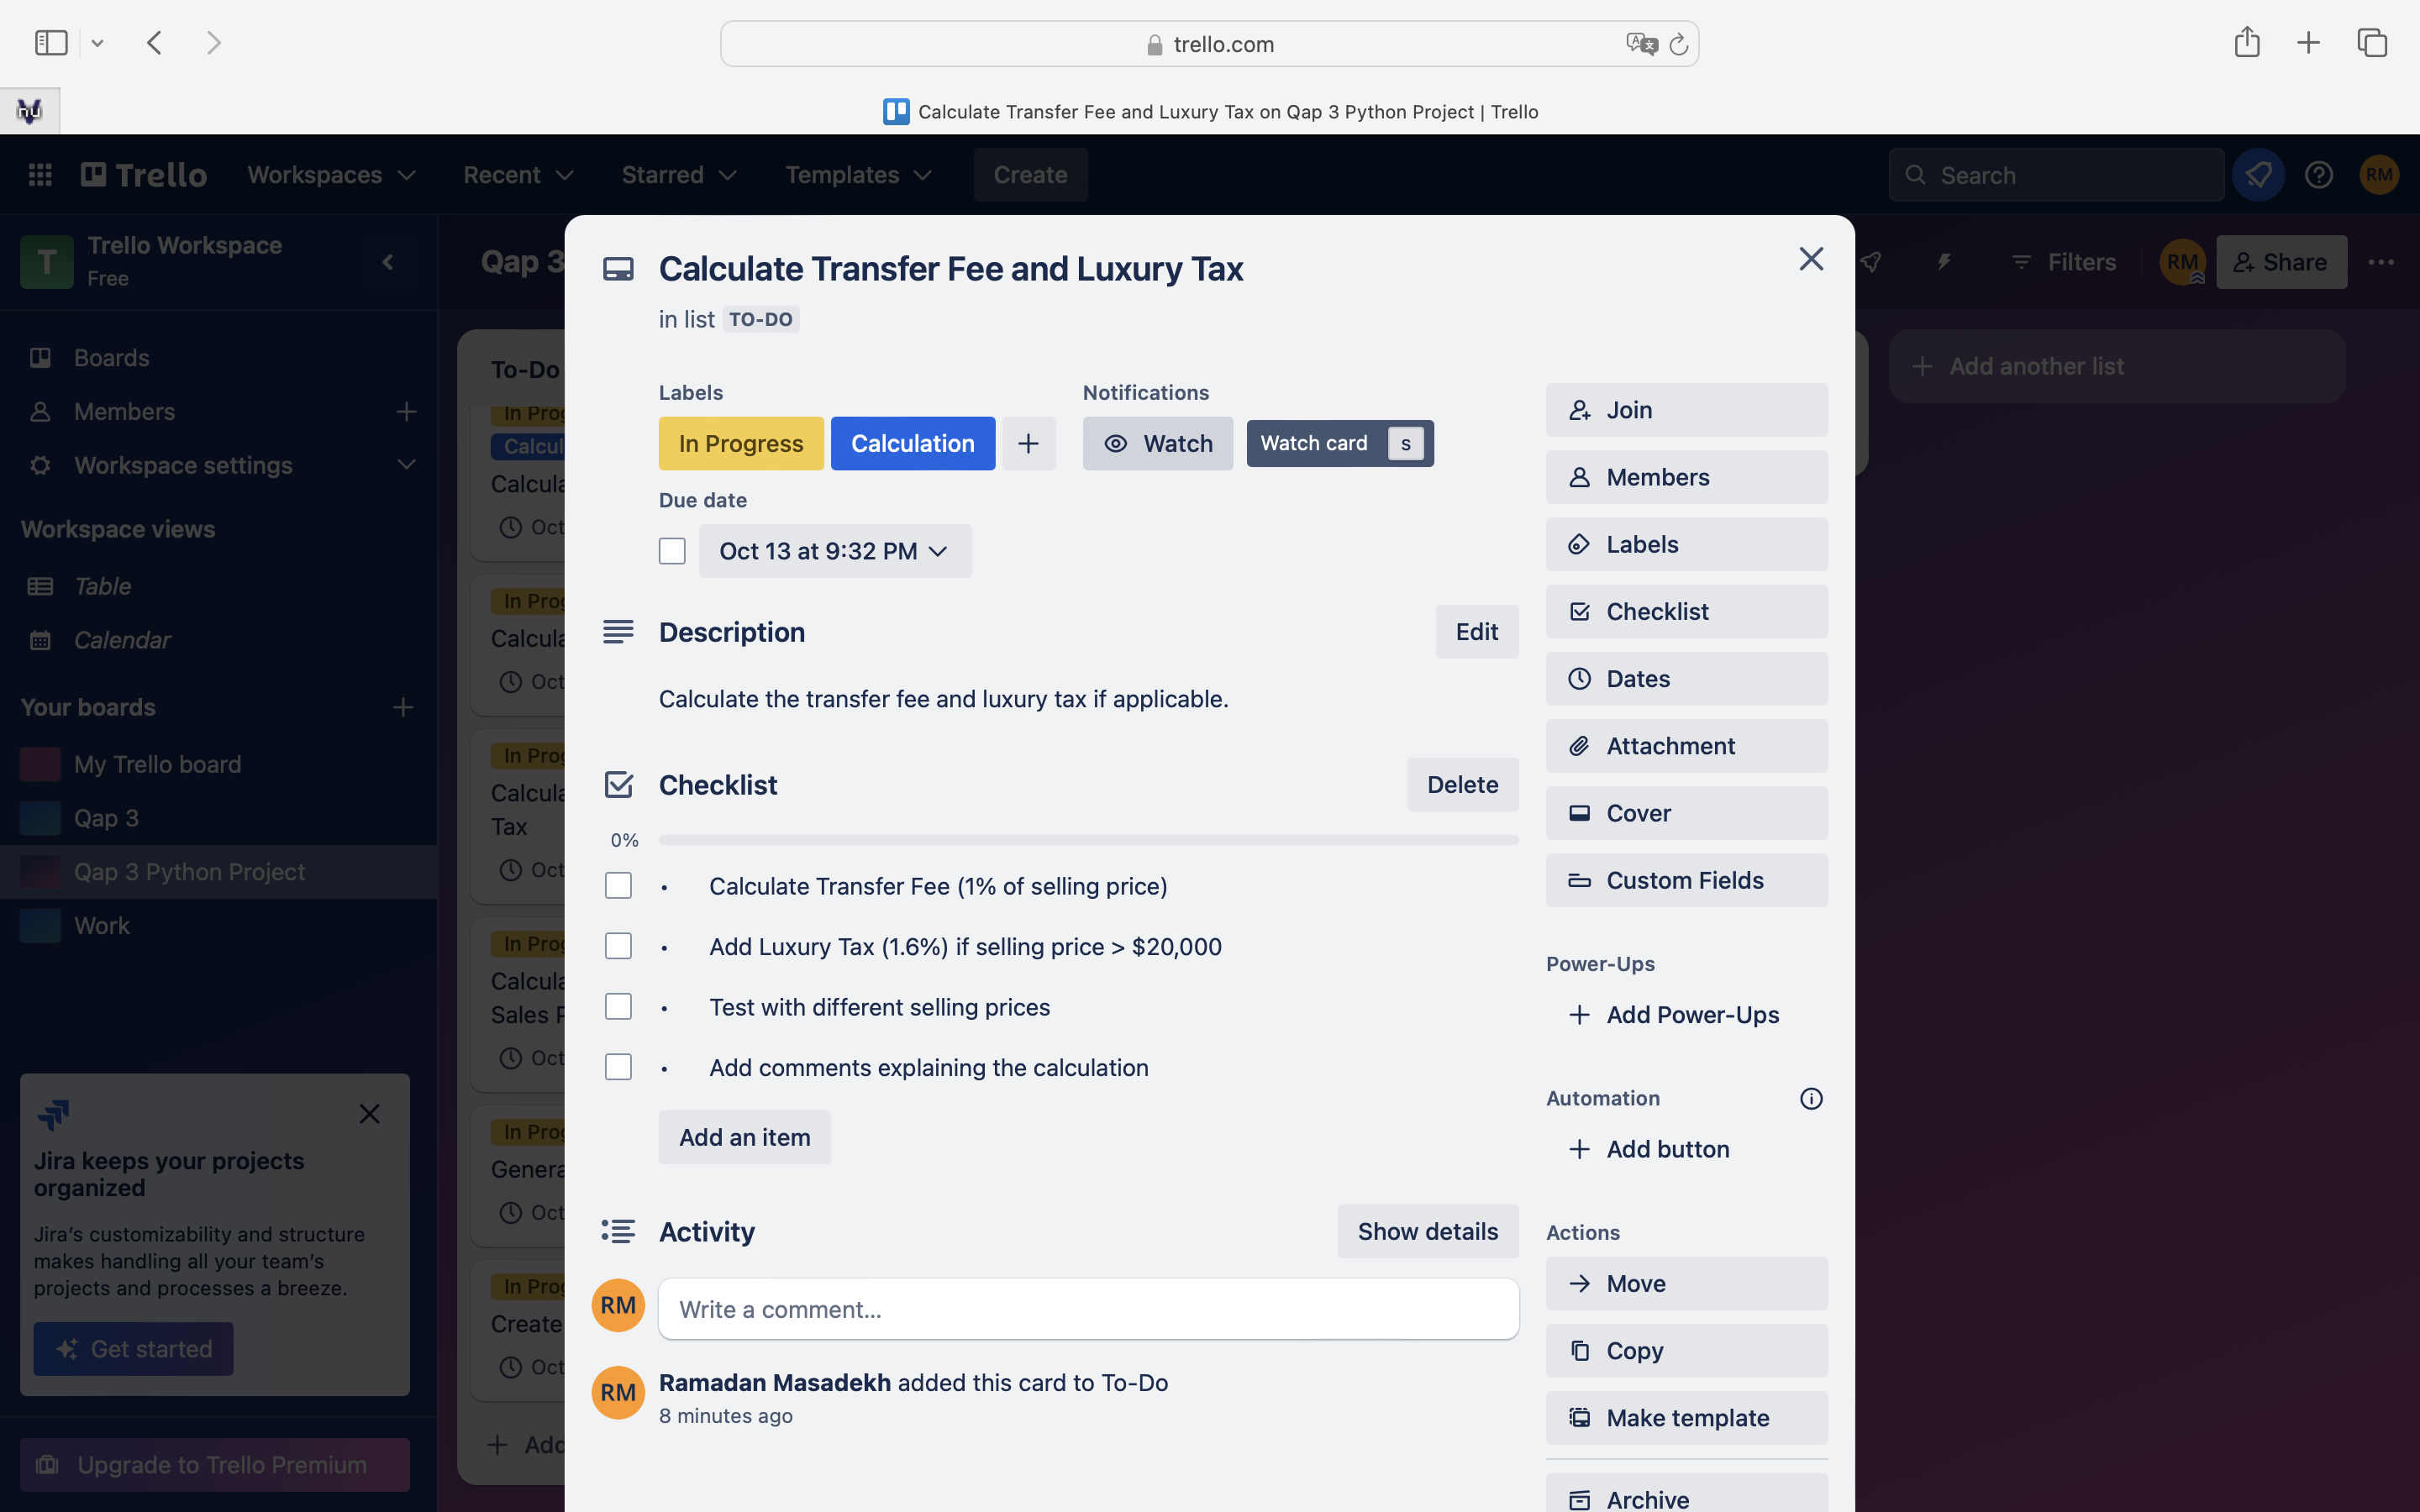 trello.com
nu
Calculate Transfer Fee and Luxury Tax on Qap 3 Python Project | Trello
Trello
Workspaces
Recent
Starred
Templates
Create
Search
RM
T
Trello Workspace
Free
Qap 3
Filters
RM
Share
Boards
Members
Workspace settings
Workspace views
Table
Calendar
Your boards
My Trello board
Qap 3
Qap 3 Python Project
Work
Jira keeps your projects
organized
Jira's customizability and structure
makes handling all your team's
projects and processes a breeze.
Get started
Upgrade to Trello Premium
To-Do
Oct
Oct
Tax
Oct
Oct
Oct
Create
Oct
Add another list
Calculate Transfer Fee and Luxury Tax
in list TO-DO
Labels
In Progress
Calculation
Notifications
Watch
Watch card s
Due date
Oct 13 at 9:32 PM
Description
Edit
Calculate the transfer fee and luxury tax if applicable.
Checklist
Delete
0%
• Calculate Transfer Fee (1% of selling price)
• Add Luxury Tax (1.6%) if selling price > $20,000
• Test with different selling prices
• Add comments explaining the calculation
Add an item
Activity
Show details
RM
Write a comment...
RM
Ramadan Masadekh added this card to To-Do
8 minutes ago
Join
Members
Labels
Checklist
Dates
Attachment
Cover
Custom Fields
Power-Ups
Add Power-Ups
Automation
Add button
Actions
Move
Copy
Make template
Archive